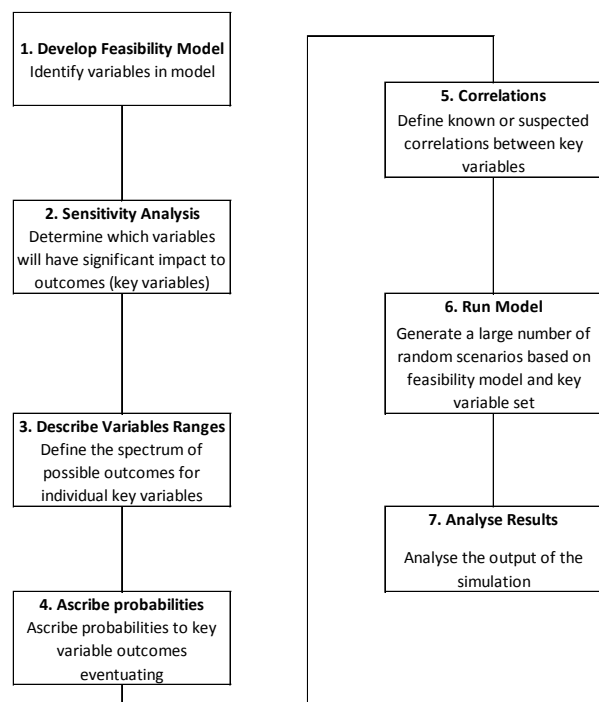 1. Develop Feasibility Model
Identify variables in model
2. Sensitivity Analysis
Determine which variables
will have significant impact to
outcomes (key variables)
3. Describe Variables Ranges
Define the spectrum of
possible outcomes for
individual key variables
4. Ascribe probabilities
Ascribe probabilities to key
variable outcomes
eventuating
5. Correlations
Define known or suspected
correlations between key
variables
6. Run Model
Generate a large number of
random scenarios based on
feasibility model and key
variable set
7. Analyse Results
Analyse the output of the
simulation